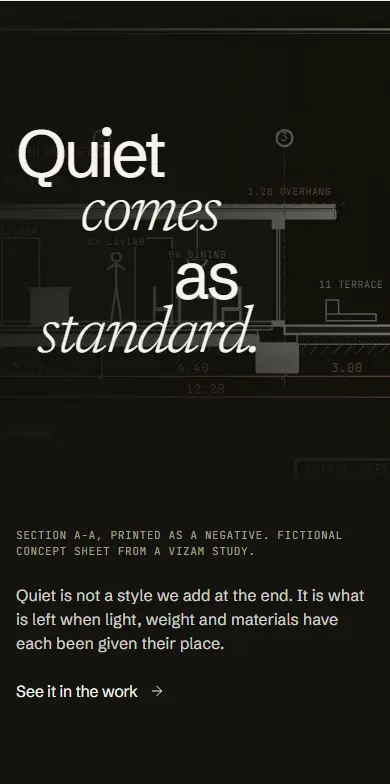 Quiet
3
comes
1.20 OVERHANG
03 LIVING
04 DINING
as
11 TERRACE
standard.
4.40
3.00
12.20
SECTION A-A, PRINTED AS A NEGATIVE. FICTIONAL
CONCEPT SHEET FROM A VIZAM STUDY.
Quiet is not a style we add at the end. It is what
is left when light, weight and materials have
each been given their place.
See it in the work →